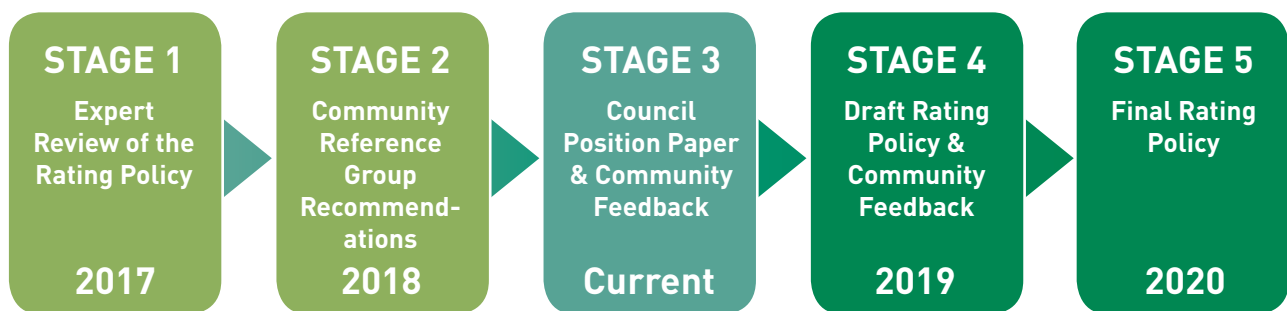 STAGE 1
Expert
Review of the
Rating Policy
2017
STAGE 2
Community
Reference
Group
Recommend-
ations
2018
STAGE 3
Council
Position Paper
& Community
Feedback
Current
STAGE 4
Draft Rating
Policy &
Community
Feedback
2019
STAGE 5
Final Rating
Policy
2020